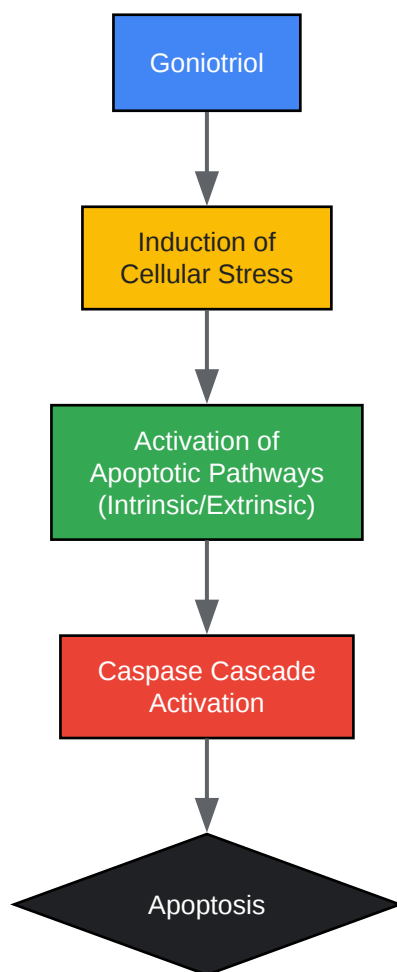 Goniotriol
Induction of
Cellular Stress
Activation of
Apoptotic Pathways
(Intrinsic/Extrinsic)
Caspase Cascade
Activation
Apoptosis